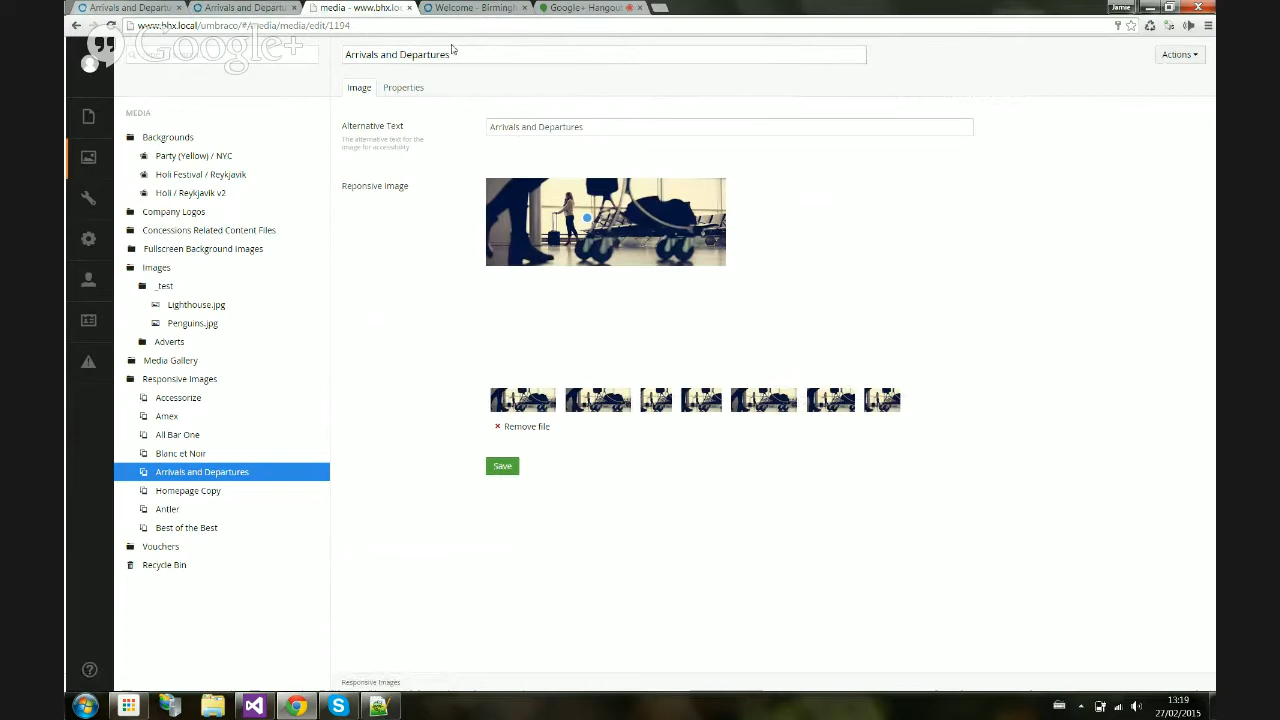 Arrivals and Departu
Arrivals and Departu
media - www.bhx.loc
Welcome - Birmingh
Google+ Hangout
Jamie
www.bhx.local/umbraco/#/media/media/edit/1194
Google+
Arrivals and Departures
Actions
Image
Properties
MEDIA
Backgrounds
Party (Yellow) / NYC
Holi Festival / Reykjavik
Holi / Reykjavik v2
Company Logos
Concessions Related Content Files
Fullscreen Background Images
Images
_test
Lighthouse.jpg
Penguins.jpg
Adverts
Media Gallery
Responsive Images
Accessorize
Amex
All Bar One
Blanc et Noir
Arrivals and Departures
Homepage Copy
Antler
Best of the Best
Vouchers
Recycle Bin
Alternative Text
The alternative text for the
image for accessibility
Arrivals and Departures
Reponsive Image
Remove file
Save
Responsive Images
13:19
27/02/2015